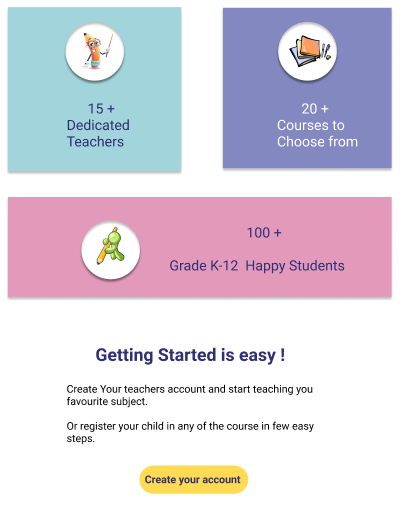 15 +
Dedicated
Teachers
20 +
Courses to
Choose from
100 +
Grade K-12 Happy Students
Getting Started is easy !
Create Your teachers account and start teaching you
favourite subject.
Or register your child in any of the course in few easy
steps.
Create your account